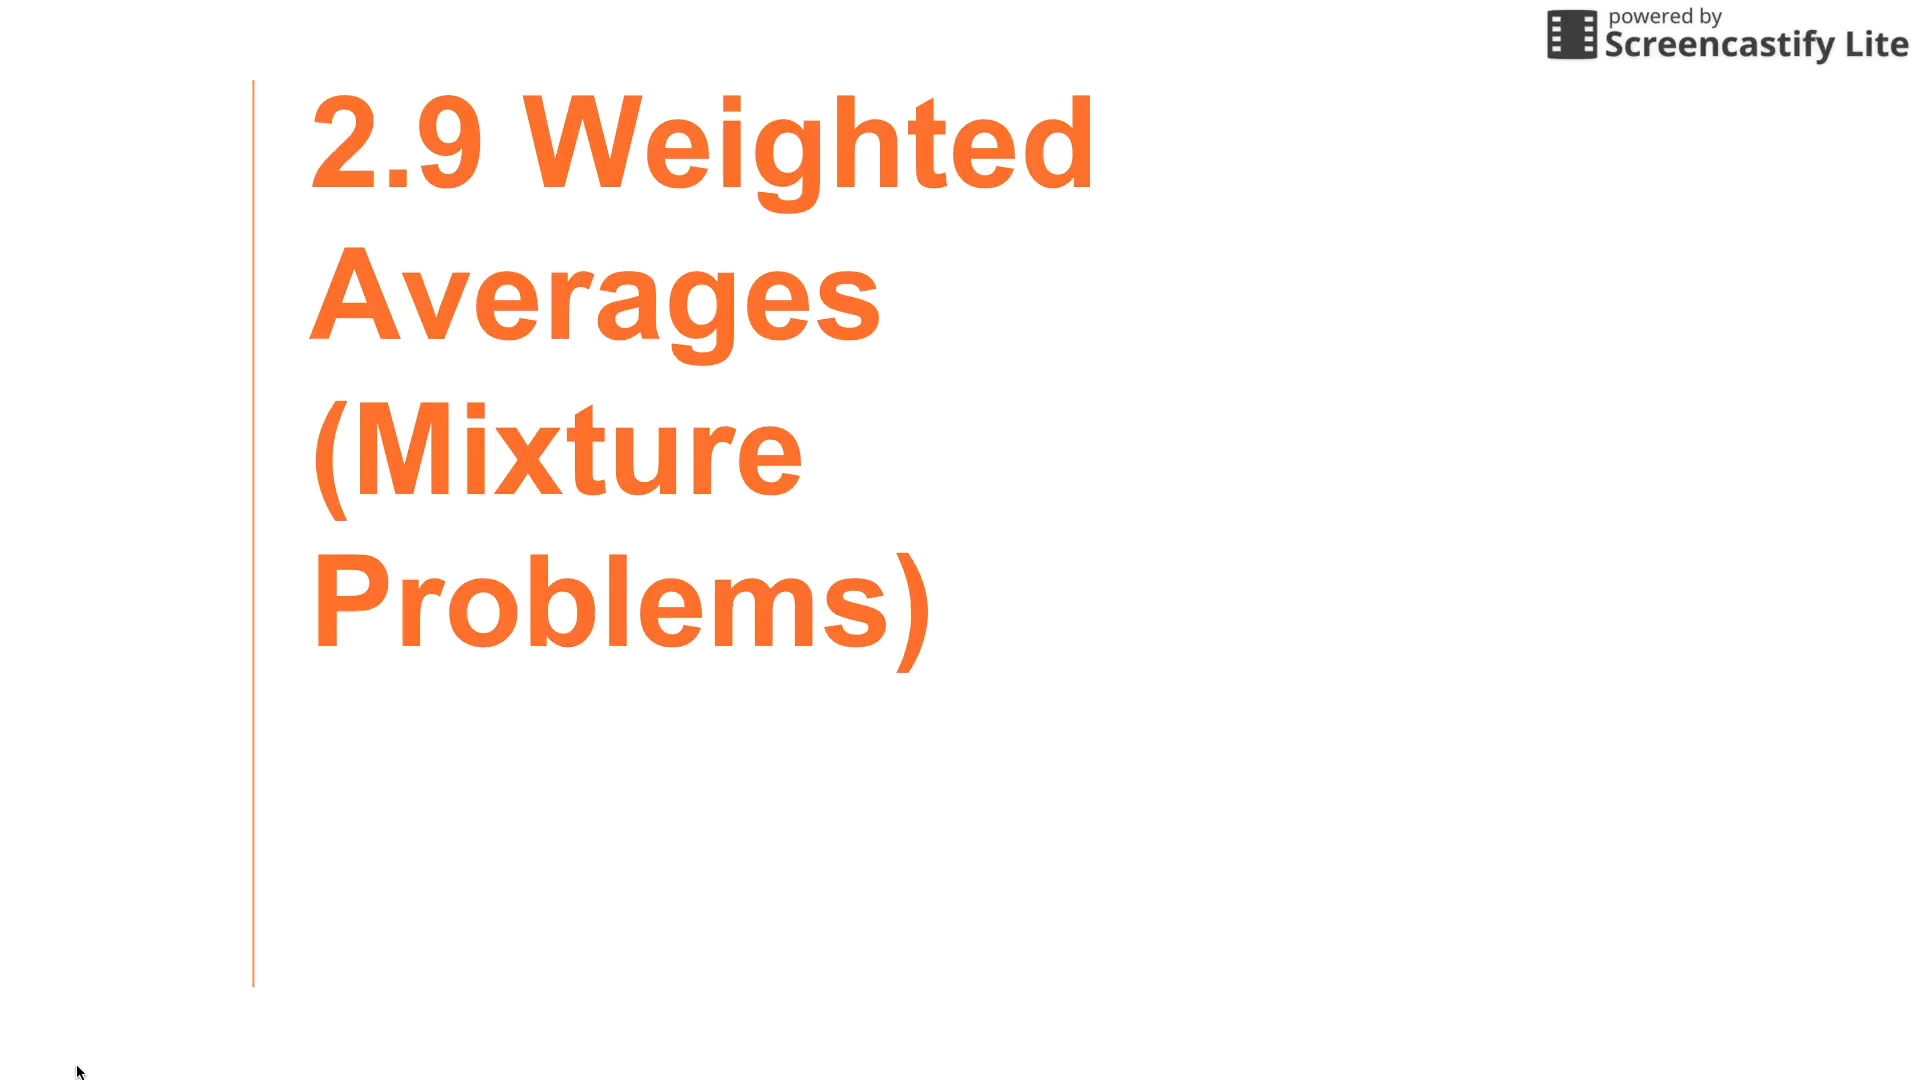 powered by
Screencastify Lite
2.9 Weighted
Averages
(Mixture
Problems)